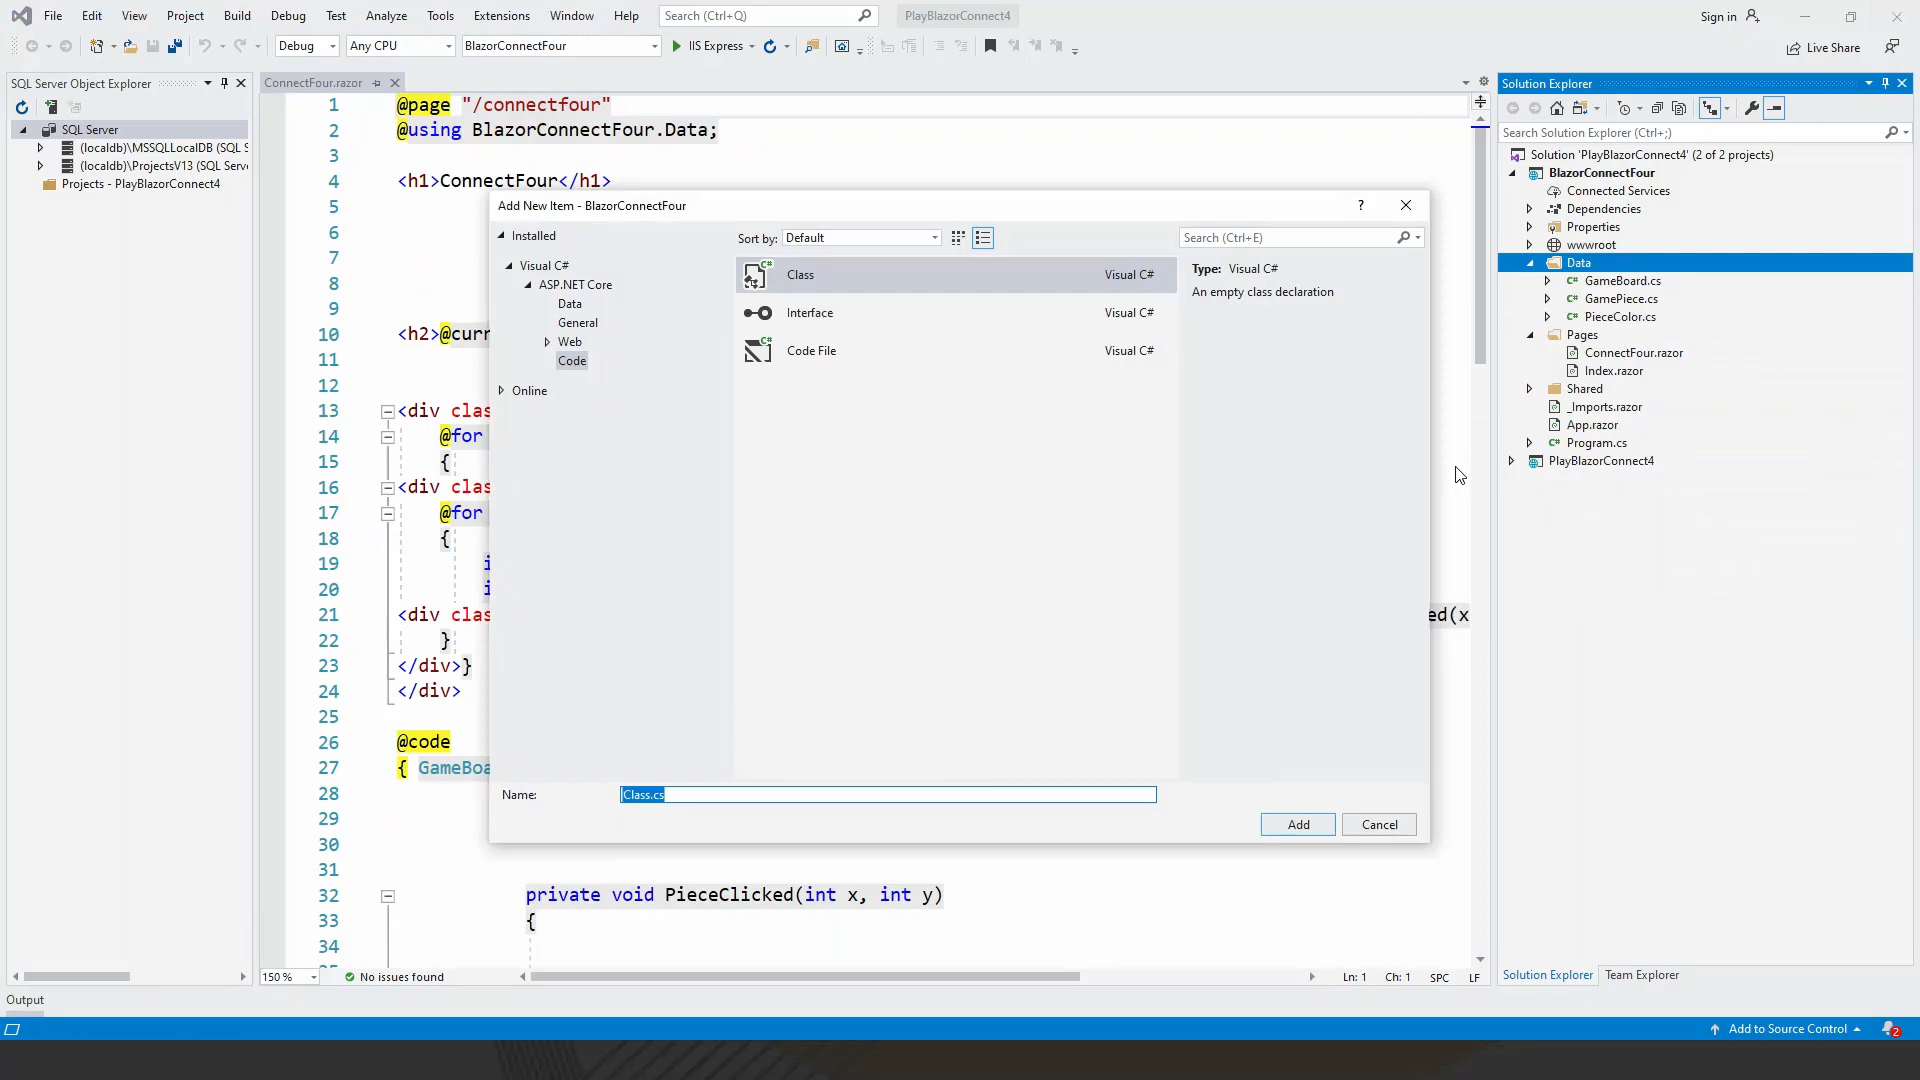 File Edit View Project Build Debug Test Analyze Tools Extensions Window Help Search (Ctrl+Q) PlayBlazorConnect4 Sign in
Debug Any CPU BlazorConnectFour IIS Express Live Share
SQL Server Object Explorer
SQL Server
(localdb)\MSSQLLocalDB (SQL S
(localdb)\ProjectsV13 (SQL Serve
Projects - PlayBlazorConnect4
ConnectFour.razor
1 @page "/connectfour"
2 @using BlazorConnectFour.Data;
3
4 <h1>ConnectFour</h1>
5
6
7
8
9
10 <h2>@curr
11
12
13 <div clas
14 @for
15 {
16 <div clas
17 @for
18 {
19 i
20 i
21 <div clas ed(x
22 }
23 </div>}
24 </div>
25
26 @code
27 { GameBoa
28
29
30
31
32 private void PieceClicked(int x, int y)
33 {
34
150 % No issues found Ln: 1 Ch: 1 SPC LF
Output
Add New Item - BlazorConnectFour ?
Installed
Visual C#
ASP.NET Core
Data
General
Web
Code
Online
Sort by: Default
Search (Ctrl+E)
Class Visual C#
Interface Visual C#
Code File Visual C#
Type: Visual C#
An empty class declaration
Name: Class.cs
Add Cancel
Solution Explorer
Search Solution Explorer (Ctrl+;)
Solution 'PlayBlazorConnect4' (2 of 2 projects)
BlazorConnectFour
Connected Services
Dependencies
Properties
wwwroot
Data
C# GameBoard.cs
C# GamePiece.cs
C# PieceColor.cs
Pages
ConnectFour.razor
Index.razor
Shared
_Imports.razor
App.razor
C# Program.cs
PlayBlazorConnect4
Solution Explorer Team Explorer
Add to Source Control 2